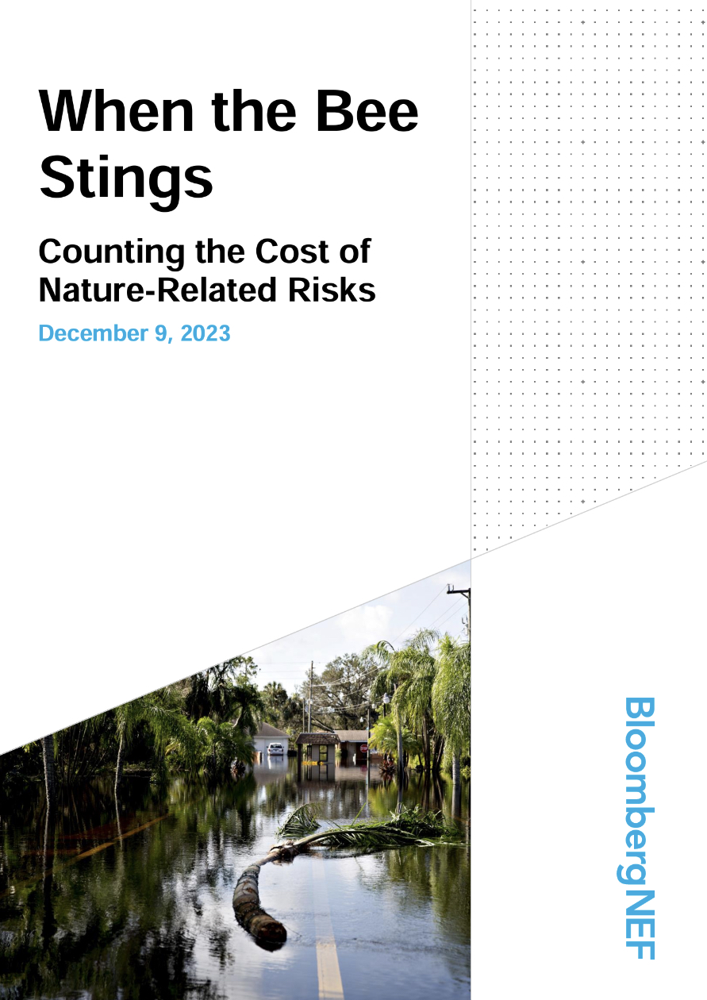 When the Bee
Stings
Counting the Cost of
Nature-Related Risks
December 9, 2023
BloombergNEF